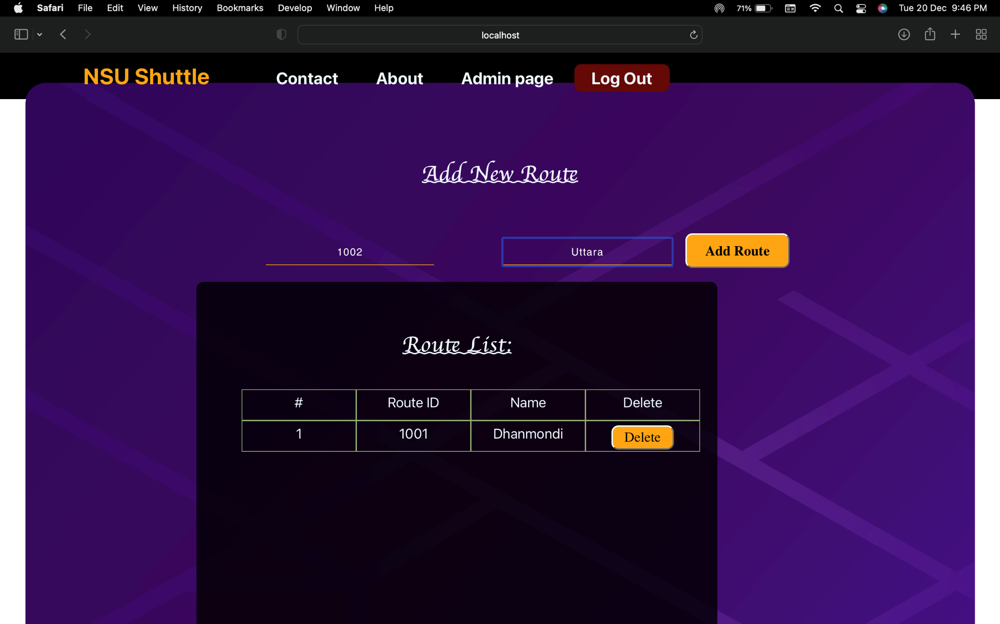 Safari File Edit View History Bookmarks Develop Window Help 71% Tue 20 Dec 9:46 PM
localhost
NSU Shuttle Contact About Admin page Log Out
Add New Route
1002 Uttara Add Route
Route List:
# Route ID Name Delete
1 1001 Dhanmondi Delete